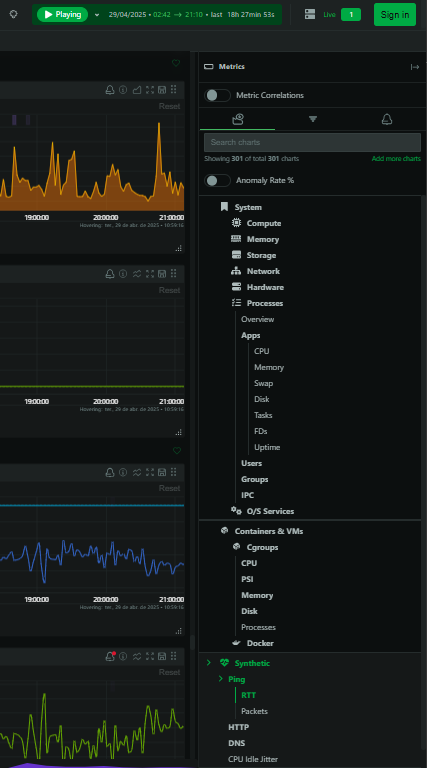 Playing 29/04/2025 • 02:42 → 21:10 • last 18h 27min 53s Live 1 Sign in
Metrics
Metric Correlations
Search charts
Showing 301 of total 301 charts Add more charts
Anomaly Rate %
Reset
19:00:00 20:00:00 21:00:00
Hovering: ter., 29 de abr. de 2025 • 10:59:16
Reset
19:00:00 20:00:00 21:00:00
Hovering: ter., 29 de abr. de 2025 • 10:59:16
Reset
19:00:00 20:00:00 21:00:00
Hovering: ter., 29 de abr. de 2025 • 10:59:16
Reset
System
Compute
Memory
Storage
Network
Hardware
Processes
Overview
Apps
CPU
Memory
Swap
Disk
Tasks
FDs
Uptime
Users
Groups
IPC
O/S Services
Containers & VMs
Cgroups
CPU
PSI
Memory
Disk
Processes
Docker
Synthetic
Ping
RTT
Packets
HTTP
DNS
CPU Idle Jitter